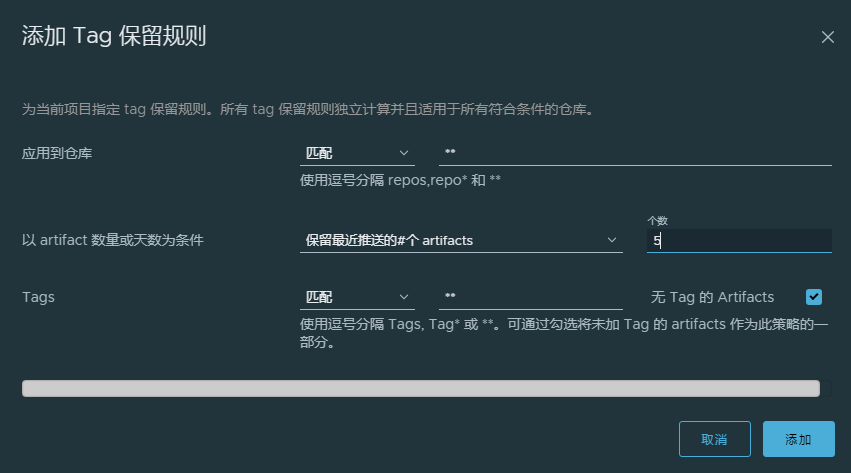 添加 Tag 保留规则
为当前项目指定 tag 保留规则。所有 tag 保留规则独立计算并且适用于所有符合条件的仓库。
应用到仓库 匹配 **
使用逗号分隔 repos,repo* 和 **
个数
以 artifact 数量或天数为条件 保留最近推送的#个 artifacts 5
Tags 匹配 ** 无 Tag 的 Artifacts
使用逗号分隔 Tags, Tag* 或 **。可通过勾选将未加 Tag 的 artifacts 作为此策略的一
部分。
取消 添加